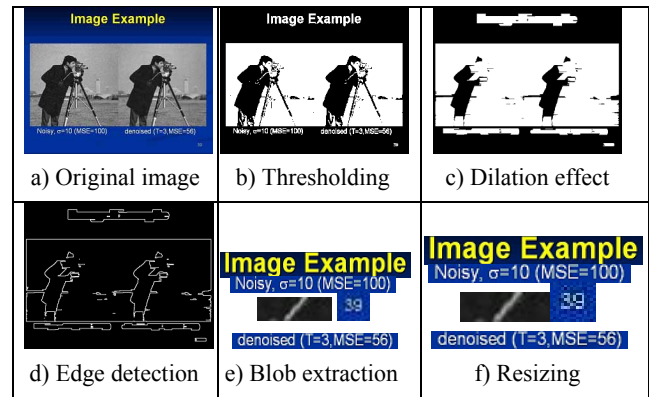 Image Example
Noisy, σ=10 (MSE=100) denoised (T=3,MSE=56)
39
a) Original image
Image Example
Noisy, σ=10 (MSE=100) denoised (T=3,MSE=56)
b) Thresholding
c) Dilation effect
d) Edge detection
Image Example
Noisy, σ=10 (MSE=100)
39
denoised (T=3,MSE=56)
e) Blob extraction
Image Example
Noisy, σ=10 (MSE=100)
39
denoised (T=3,MSE=56)
f) Resizing